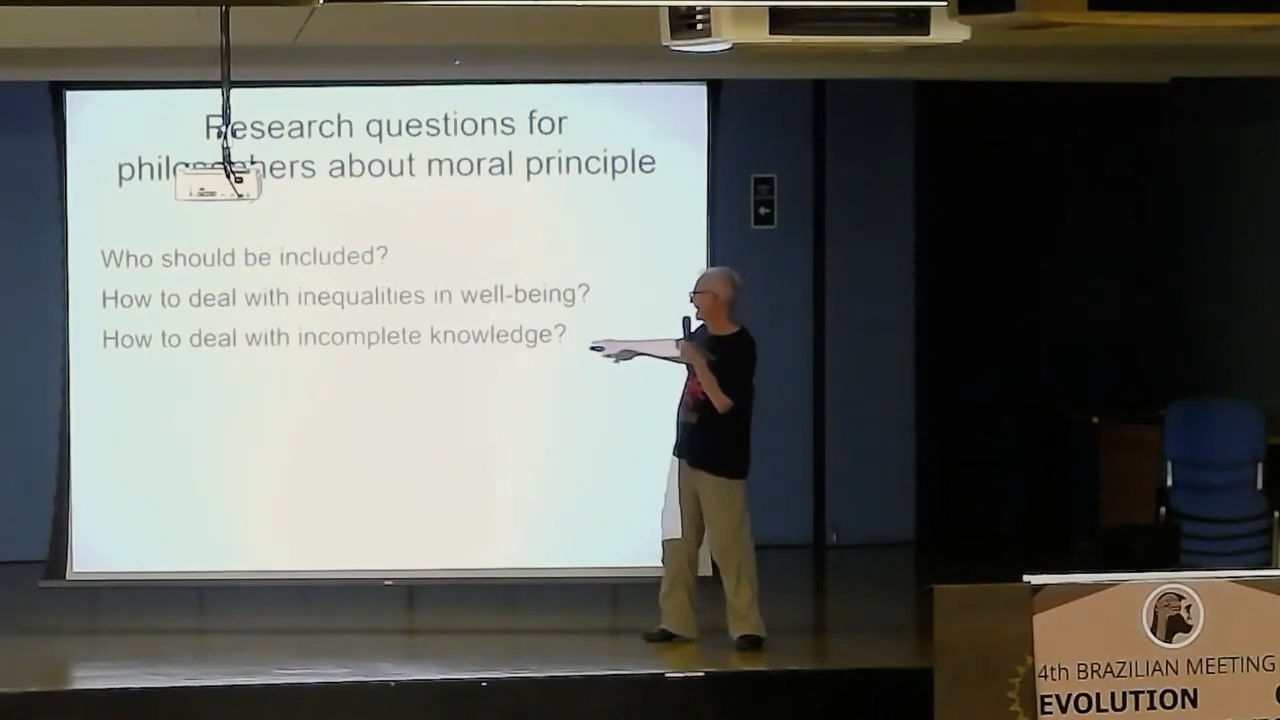 Research questions for
philosophers about moral principle
Who should be included?
How to deal with inequalities in well-being?
How to deal with incomplete knowledge?
4th BRAZILIAN MEETING
EVOLUTION